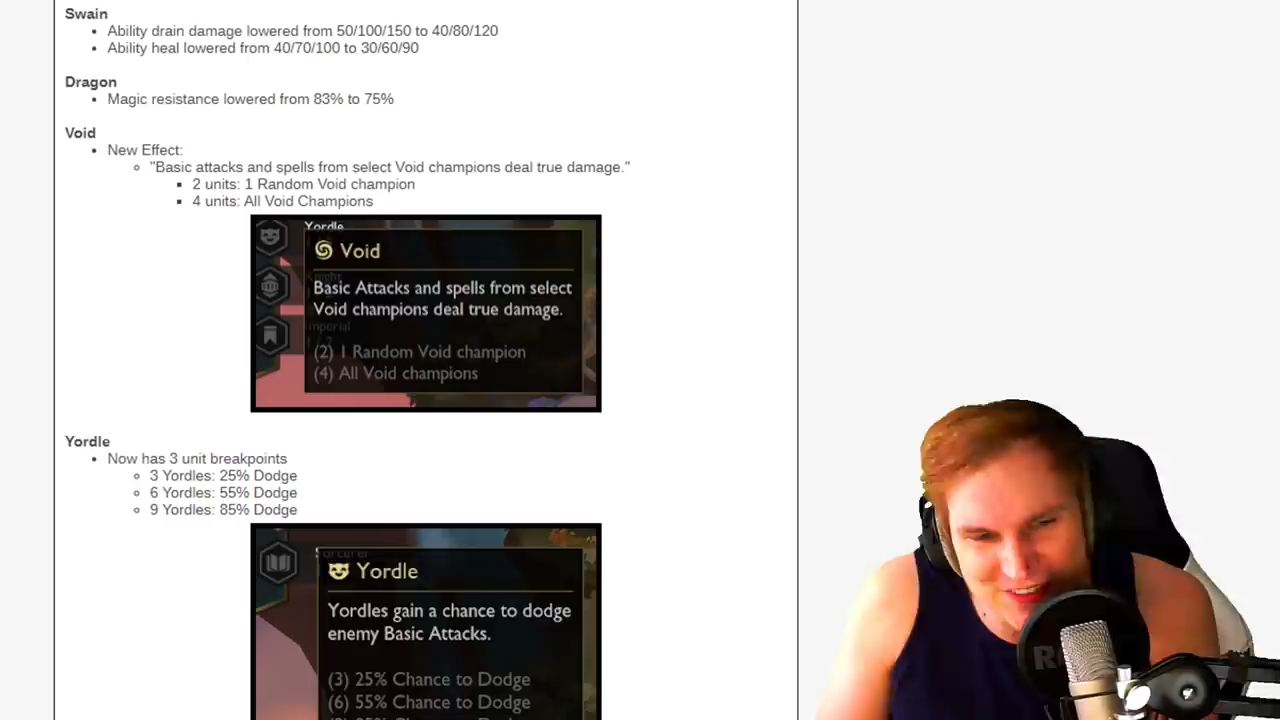 Swain
Ability drain damage lowered from 50/100/150 to 40/80/120
Ability heal lowered from 40/70/100 to 30/60/90
Dragon
Magic resistance lowered from 83% to 75%
Void
New Effect:
"Basic attacks and spells from select Void champions deal true damage."
2 units: 1 Random Void champion
4 units: All Void Champions
Yordle
Void
Knight
Basic Attacks and spells from select
Void champions deal true damage.
Imperial
(2) 1 Random Void champion
(4) All Void champions
Yordle
Now has 3 unit breakpoints
3 Yordles: 25% Dodge
6 Yordles: 55% Dodge
9 Yordles: 85% Dodge
Sorcerer
Yordle
Yordles gain a chance to dodge
enemy Basic Attacks.
(3) 25% Chance to Dodge
(6) 55% Chance to Dodge